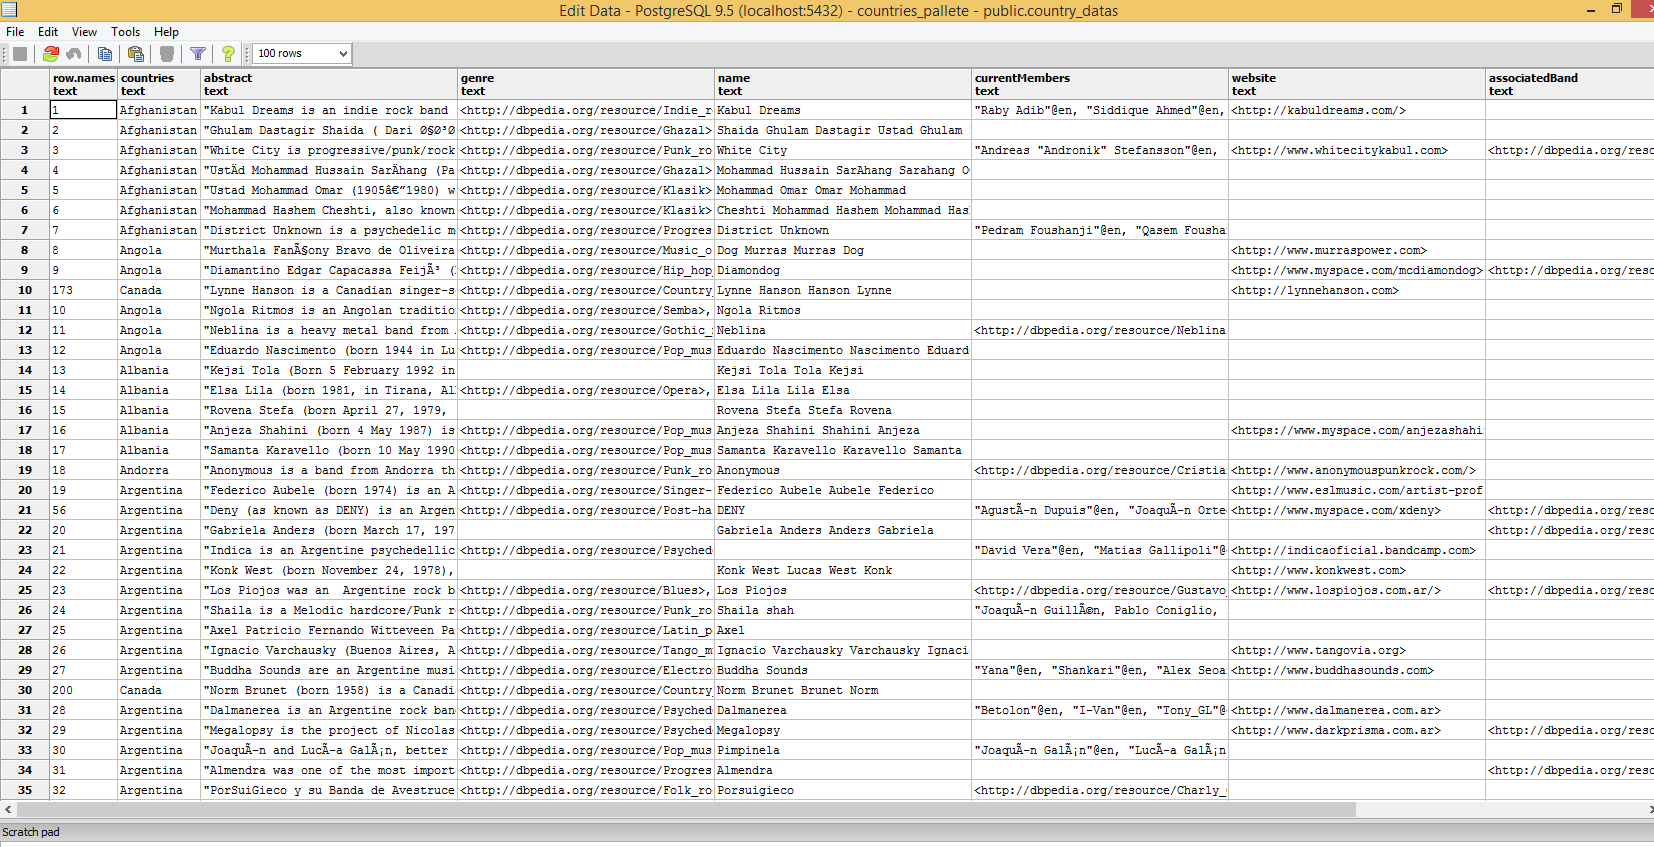 Edit Data - PostgreSQL 9.5 (localhost:5432) - countries_pallete - public.country_datas
File Edit View Tools Help
100 rows
row.names countries abstract genre name currentMembers website associatedBand
text text text text text text text text
1 1 Afghanistan "Kabul Dreams is an indie rock band <http://dbpedia.org/resource/Indie_r Kabul Dreams "Raby Adib"@en, "Siddique Ahmed"@en, <http://kabuldreams.com/>
2 2 Afghanistan "Ghulam Dastagir Shaida ( Dari Ø§Ø³Ø <http://dbpedia.org/resource/Ghazal> Shaida Ghulam Dastagir Ustad Ghulam
3 3 Afghanistan "White City is progressive/punk/rock <http://dbpedia.org/resource/Punk_ro White City "Andreas "Andronik" Stefansson"@en, <http://www.whitecitykabul.com> <http://dbpedia.org/reso
4 4 Afghanistan "UstÄd Mohammad Hussain SarÄhang (Pa <http://dbpedia.org/resource/Ghazal> Mohammad Hussain SarAhang Sarahang O
5 5 Afghanistan "Ustad Mohammad Omar (1905â€“1980) w <http://dbpedia.org/resource/Klasik> Mohammad Omar Omar Mohammad
6 6 Afghanistan "Mohammad Hashem Cheshti, also known <http://dbpedia.org/resource/Klasik> Cheshti Mohammad Hashem Mohammad Has
7 7 Afghanistan "District Unknown is a psychedelic m <http://dbpedia.org/resource/Progres District Unknown "Pedram Foushanji"@en, "Qasem Fousha
8 8 Angola "Murthala FanÃ§ony Bravo de Oliveira <http://dbpedia.org/resource/Music_o Dog Murras Murras Dog <http://www.murraspower.com>
9 9 Angola "Diamantino Edgar Capacassa FeijÃ³ ( <http://dbpedia.org/resource/Hip_hop Diamondog <http://www.myspace.com/mcdiamondog> <http://dbpedia.org/reso
10 173 Canada "Lynne Hanson is a Canadian singer-s <http://dbpedia.org/resource/Country_ Lynne Hanson Hanson Lynne <http://lynnehanson.com>
11 10 Angola "Ngola Ritmos is an Angolan traditio <http://dbpedia.org/resource/Semba>, Ngola Ritmos
12 11 Angola "Neblina is a heavy metal band from <http://dbpedia.org/resource/Gothic_ Neblina <http://dbpedia.org/resource/Neblina
13 12 Angola "Eduardo Nascimento (born 1944 in Lu <http://dbpedia.org/resource/Pop_mus Eduardo Nascimento Nascimento Eduard
14 13 Albania "Kejsi Tola (Born 5 February 1992 in Kejsi Tola Tola Kejsi
15 14 Albania "Elsa Lila (born 1981, in Tirana, Al <http://dbpedia.org/resource/Opera>, Elsa Lila Lila Elsa
16 15 Albania "Rovena Stefa (born April 27, 1979, Rovena Stefa Stefa Rovena
17 16 Albania "Anjeza Shahini (born 4 May 1987) is <http://dbpedia.org/resource/Pop_mus Anjeza Shahini Shahini Anjeza <https://www.myspace.com/anjezashahi
18 17 Albania "Samanta Karavello (born 10 May 1990 <http://dbpedia.org/resource/Pop_mus Samanta Karavello Karavello Samanta
19 18 Andorra "Anonymous is a band from Andorra th <http://dbpedia.org/resource/Punk_ro Anonymous <http://dbpedia.org/resource/Cristia <http://www.anonymouspunkrock.com/>
20 19 Argentina "Federico Aubele (born 1974) is an A <http://dbpedia.org/resource/Singer- Federico Aubele Aubele Federico <http://www.eslmusic.com/artist-prof
21 56 Argentina "Deny (as known as DENY) is an Argen <http://dbpedia.org/resource/Post-ha DENY "AgustÃ-n Dupuis"@en, "JoaquÃ-n Orte <http://www.myspace.com/xdeny> <http://dbpedia.org/reso
22 20 Argentina "Gabriela Anders (born March 17, 197 Gabriela Anders Anders Gabriela <http://dbpedia.org/reso
23 21 Argentina "Indica is an Argentine psychedellic <http://dbpedia.org/resource/Psyched "David Vera"@en, "Matias Gallipoli"@ <http://indicaoficial.bandcamp.com>
24 22 Argentina "Konk West (born November 24, 1978), Konk West Lucas West Konk <http://www.konkwest.com>
25 23 Argentina "Los Piojos was an Argentine rock b <http://dbpedia.org/resource/Blues>, Los Piojos <http://dbpedia.org/resource/Gustavo_ <http://www.lospiojos.com.ar/> <http://dbpedia.org/reso
26 24 Argentina "Shaila is a Melodic hardcore/Punk r <http://dbpedia.org/resource/Punk_ro Shaila shah "JoaquÃ-n GuillÃ©n, Pablo Coniglio,
27 25 Argentina "Axel Patricio Fernando Witteveen Pa <http://dbpedia.org/resource/Latin_p Axel
28 26 Argentina "Ignacio Varchausky (Buenos Aires, A <http://dbpedia.org/resource/Tango_m Ignacio Varchausky Varchausky Ignaci <http://www.tangovia.org>
29 27 Argentina "Buddha Sounds are an Argentine musi <http://dbpedia.org/resource/Electro Buddha Sounds "Yana"@en, "Shankari"@en, "Alex Seoa <http://www.buddhasounds.com>
30 200 Canada "Norm Brunet (born 1958) is a Canadi <http://dbpedia.org/resource/Country_ Norm Brunet Brunet Norm
31 28 Argentina "Dalmanerea is an Argentine rock ban <http://dbpedia.org/resource/Psyched Dalmanerea "Betolon"@en, "I-Van"@en, "Tony_GL"@ <http://www.dalmanerea.com.ar>
32 29 Argentina "Megalopsy is the project of Nicolas <http://dbpedia.org/resource/Psyched Megalopsy <http://www.darkprisma.com.ar> <http://dbpedia.org/reso
33 30 Argentina "JoaquÃ-n and LucÃ-a GalÃ¡n, better <http://dbpedia.org/resource/Pop_mus Pimpinela "JoaquÃ-n GalÃ¡n"@en, "LucÃ-a GalÃ¡n
34 31 Argentina "Almendra was one of the most import <http://dbpedia.org/resource/Progres Almendra <http://dbpedia.org/reso
35 32 Argentina "PorSuiGieco y su Banda de Avestruce <http://dbpedia.org/resource/Folk_ro Porsuigieco <http://dbpedia.org/resource/Charly_
Scratch pad